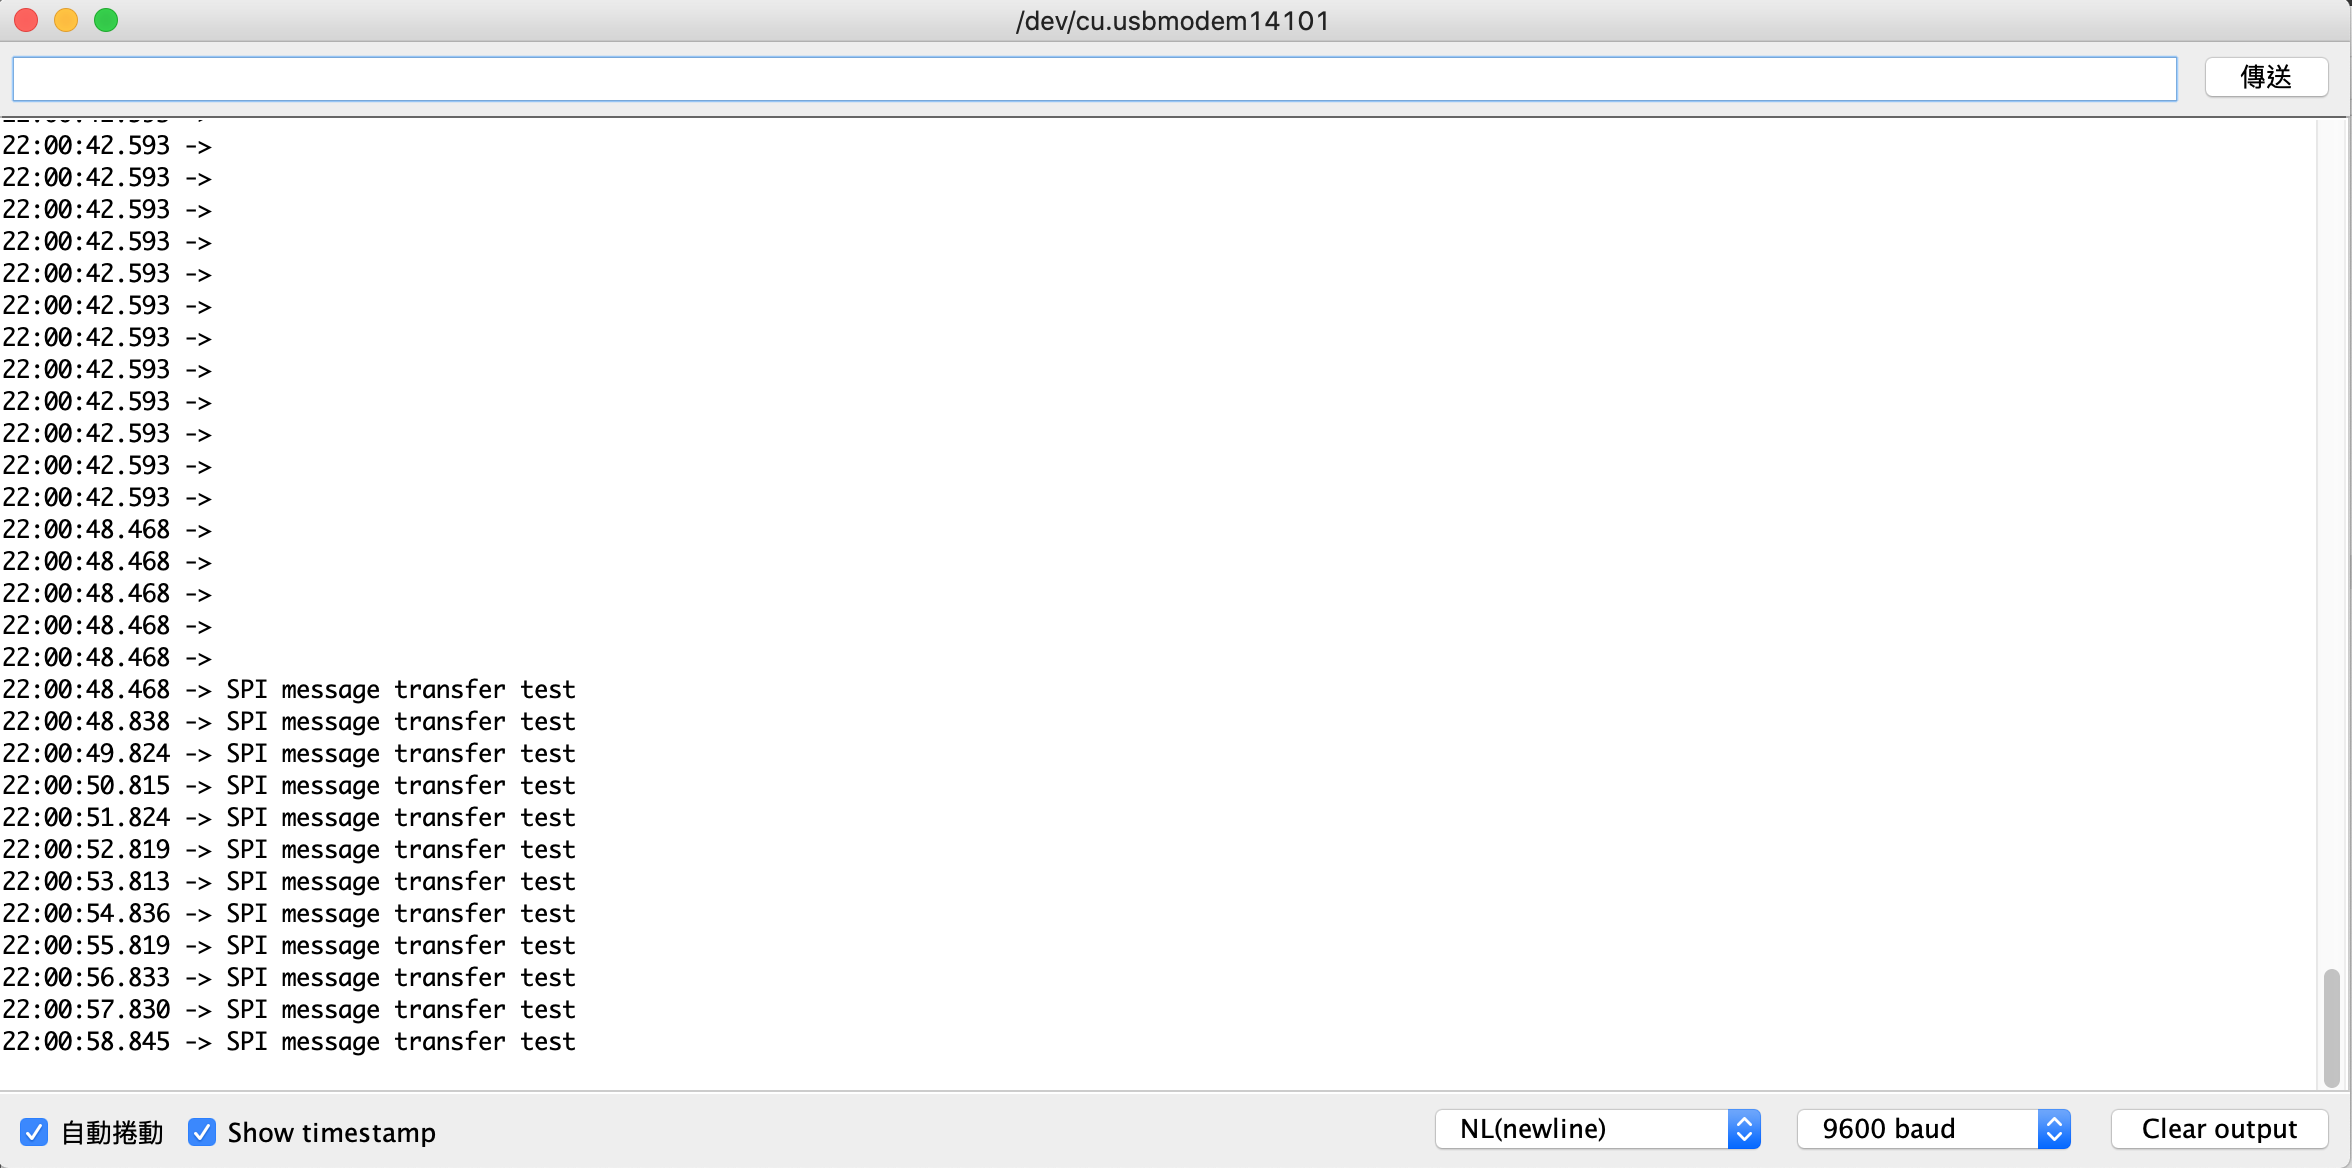 /dev/cu.usbmodem14101
傳送
22:00:42.593 ->
22:00:42.593 ->
22:00:42.593 ->
22:00:42.593 ->
22:00:42.593 ->
22:00:42.593 ->
22:00:42.593 ->
22:00:42.593 ->
22:00:42.593 ->
22:00:42.593 ->
22:00:42.593 ->
22:00:42.593 ->
22:00:48.468 ->
22:00:48.468 ->
22:00:48.468 ->
22:00:48.468 ->
22:00:48.468 ->
22:00:48.468 -> SPI message transfer test
22:00:48.838 -> SPI message transfer test
22:00:49.824 -> SPI message transfer test
22:00:50.815 -> SPI message transfer test
22:00:51.824 -> SPI message transfer test
22:00:52.819 -> SPI message transfer test
22:00:53.813 -> SPI message transfer test
22:00:54.836 -> SPI message transfer test
22:00:55.819 -> SPI message transfer test
22:00:56.833 -> SPI message transfer test
22:00:57.830 -> SPI message transfer test
22:00:58.845 -> SPI message transfer test
自動捲動 Show timestamp NL(newline) 9600 baud Clear output